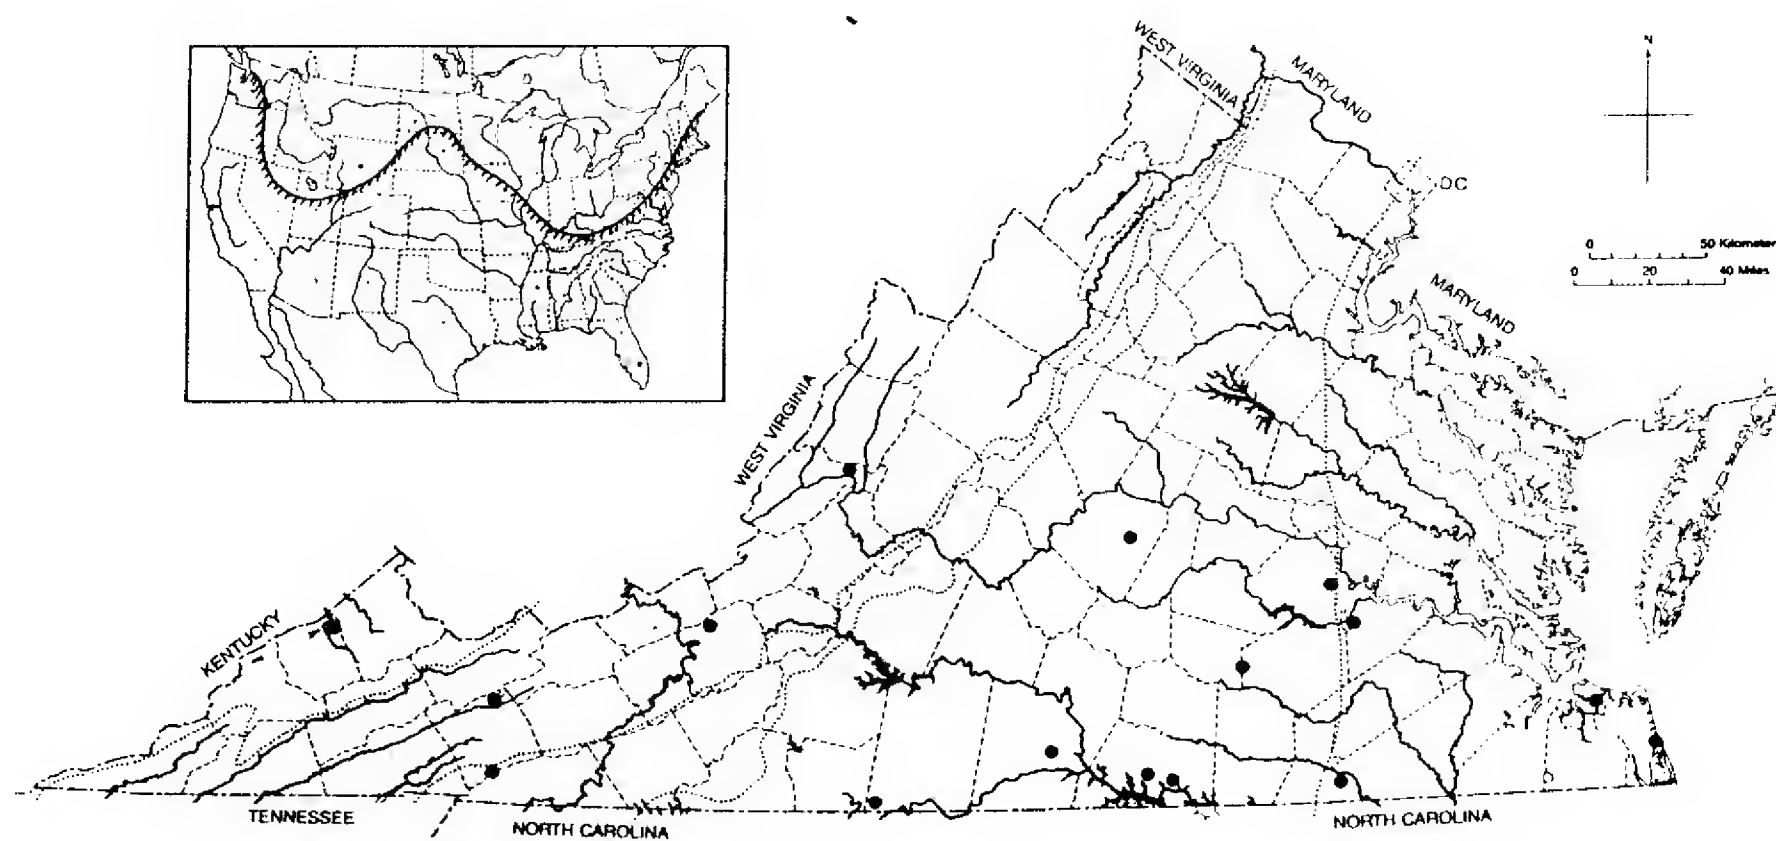 WEST VIRGINIA
MARYLAND
N
DC
0 50 Kilometer
0 20 40 Miles
MARYLAND
WEST VIRGINIA
KENTUCKY
TENNESSEE
NORTH CAROLINA
NORTH CAROLINA